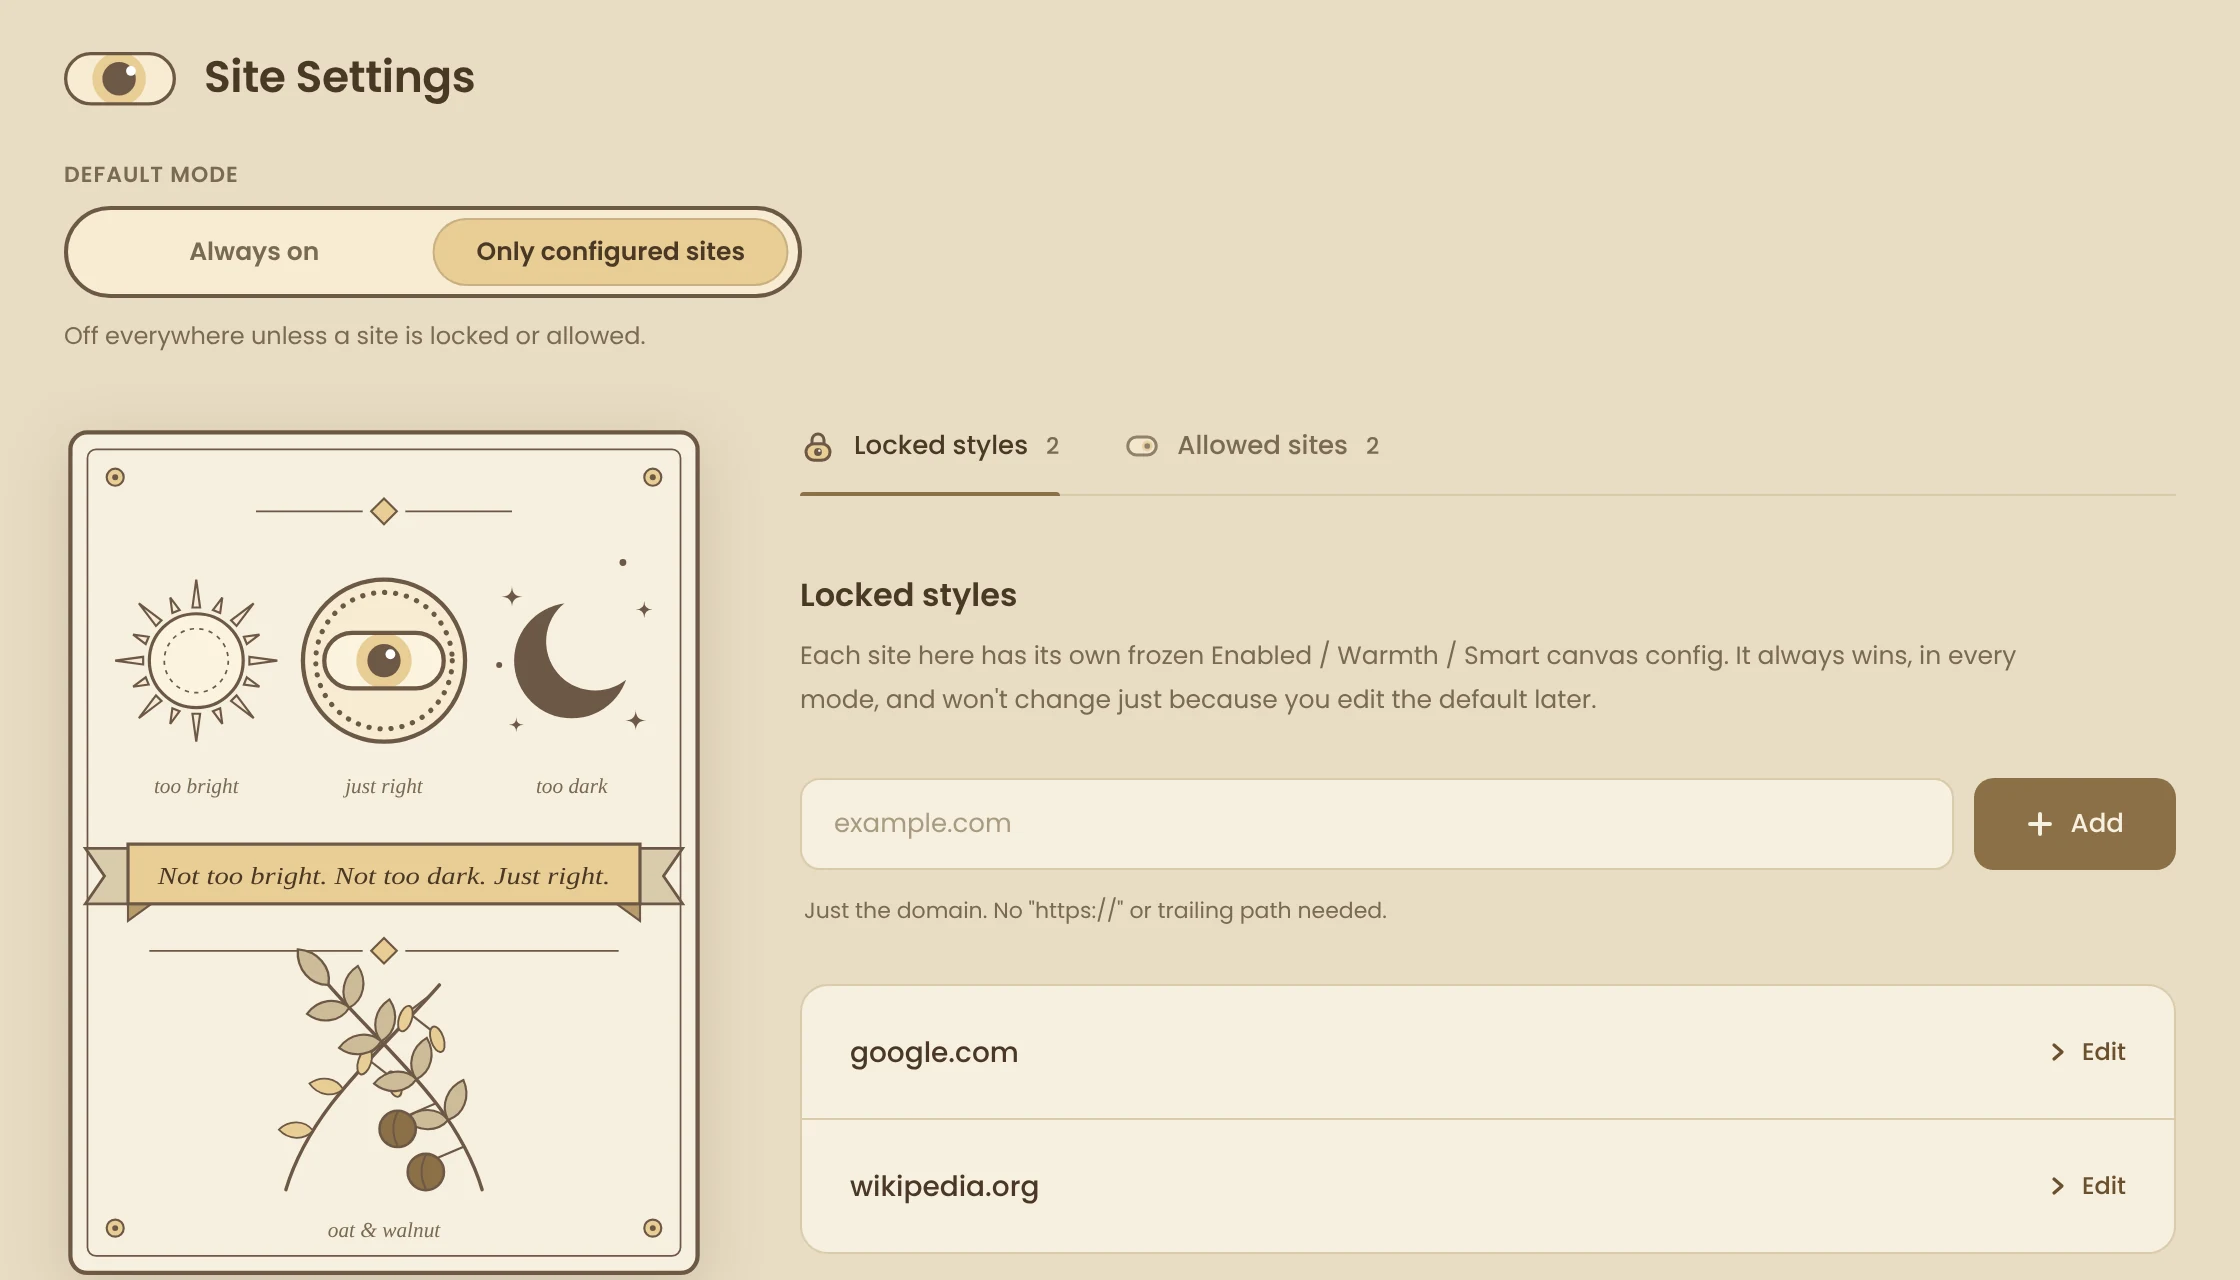 Site Settings
DEFAULT MODE
Always on
Only configured sites
Off everywhere unless a site is locked or allowed.
too bright
just right
too dark
Not too bright. Not too dark. Just right.
oat & walnut
Locked styles 2
Allowed sites 2
Locked styles
Each site here has its own frozen Enabled / Warmth / Smart canvas config. It always wins, in every
mode, and won't change just because you edit the default later.
example.com
Add
Just the domain. No "https://" or trailing path needed.
google.com
Edit
wikipedia.org
Edit